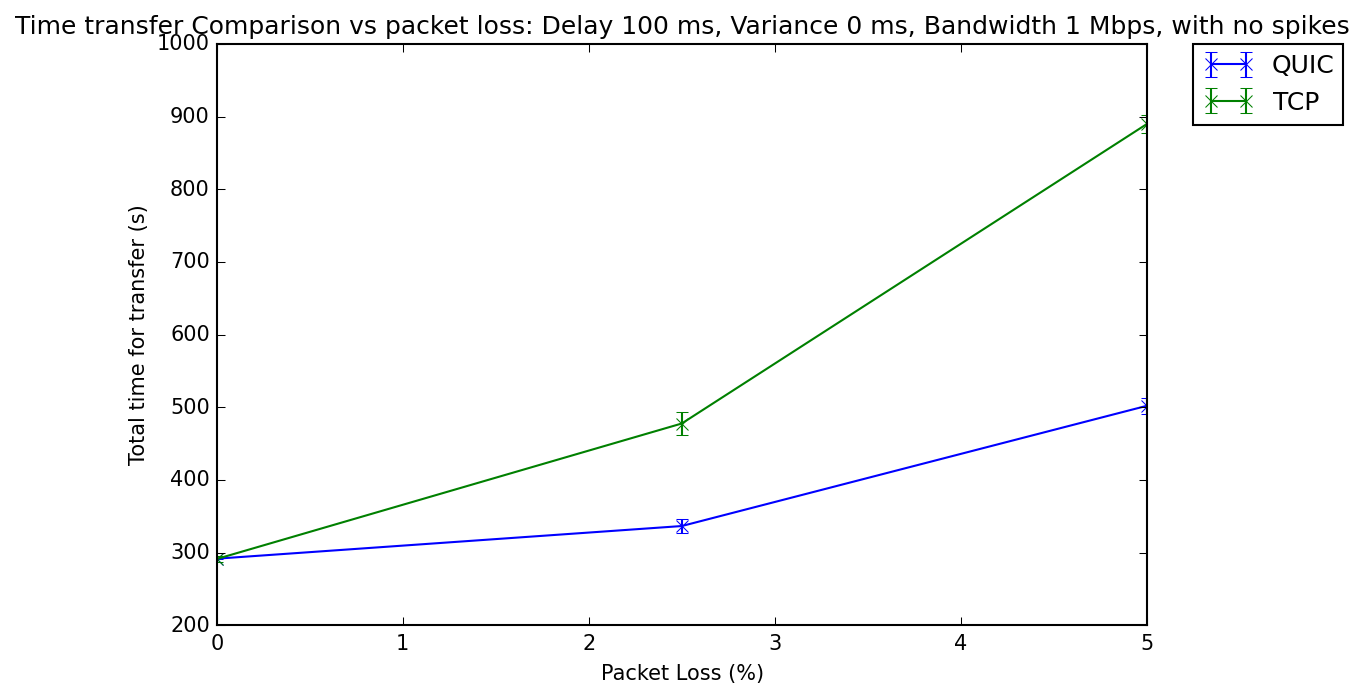 Time transfer Comparison vs packet loss: Delay 100 ms, Variance 0 ms, Bandwidth 1 Mbps, with no spikes
QUIC
TCP
1000
900
800
700
600
500
400
300
200
Total time for transfer (s)
0 1 2 3 4 5
Packet Loss (%)